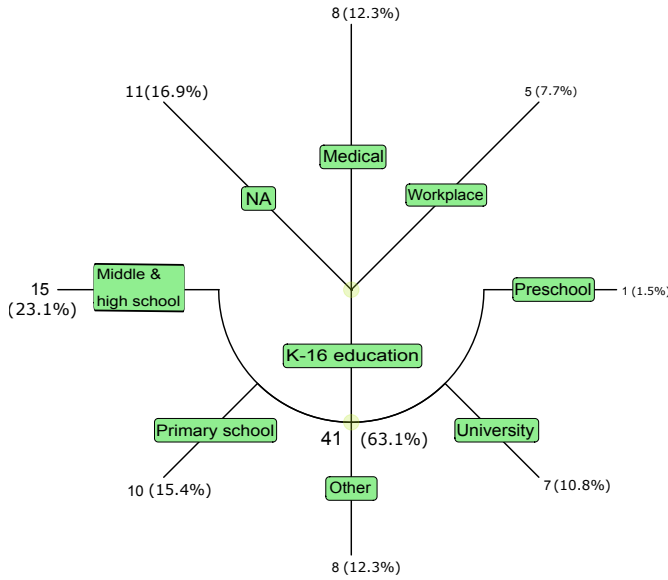 8 (12.3%)
11(16.9%)
5 (7.7%)
Medical
NA
Workplace
Middle &
high school
15
(23.1%)
Preschool
1 (1.5%)
K-16 education
Primary school
41 (63.1%)
University
10 (15.4%)
Other
7 (10.8%)
8 (12.3%)